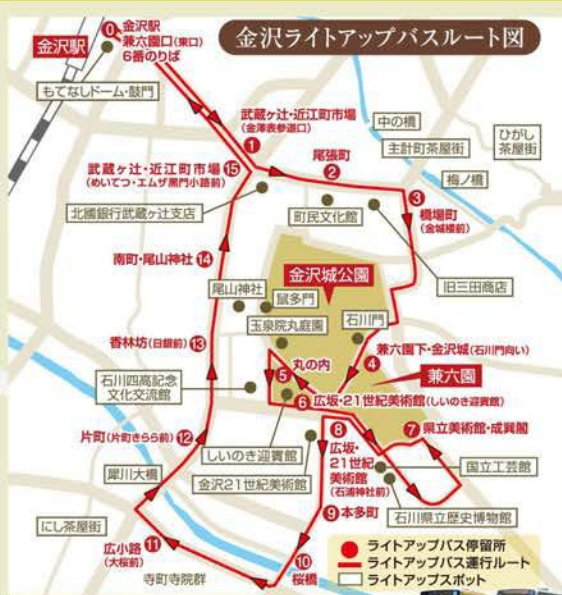 金沢ライトアップバスルート図
金沢駅
0
金沢駅
兼六園口(東口)
6番のりば
もてなしドーム・鼓門
武蔵ヶ辻・近江町市場
(金澤表参道口)
1
尾張町
2
中の橋
主計町茶屋街
ひがし
茶屋街
梅ノ橋
武蔵ヶ辻・近江町市場
(めいてつ・エムザ黒門小路前)
15
北國銀行武蔵ヶ辻支店
町民文化館
3
橋場町
(金城楼前)
旧三田商店
南町・尾山神社
14
金沢城公園
尾山神社
鼠多門
玉泉院丸庭園
石川門
香林坊(日銀前)
13
丸の内
5
4
兼六園下・金沢城(石川門向い)
兼六園
石川四高記念
文化交流館
6
広坂・21世紀美術館(しいのき迎賓館)
片町(片町きらら前)
12
しいのき迎賓館
8
広坂・
21世紀
美術館
(石浦神社前)
7
県立美術館・成巽閣
犀川大橋
金沢21世紀美術館
国立工芸館
9
本多町
石川県立歴史博物館
にし茶屋街
広小路
(大桜前)
11
10
桜橋
寺町寺院群
ライトアップバス停留所
ライトアップバス運行ルート
ライトアップスポット